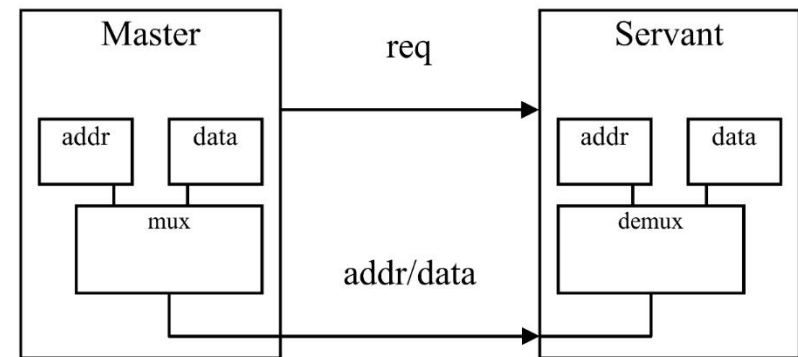 Master
req
Servant
addr
data
addr
data
mux
demux
addr/data